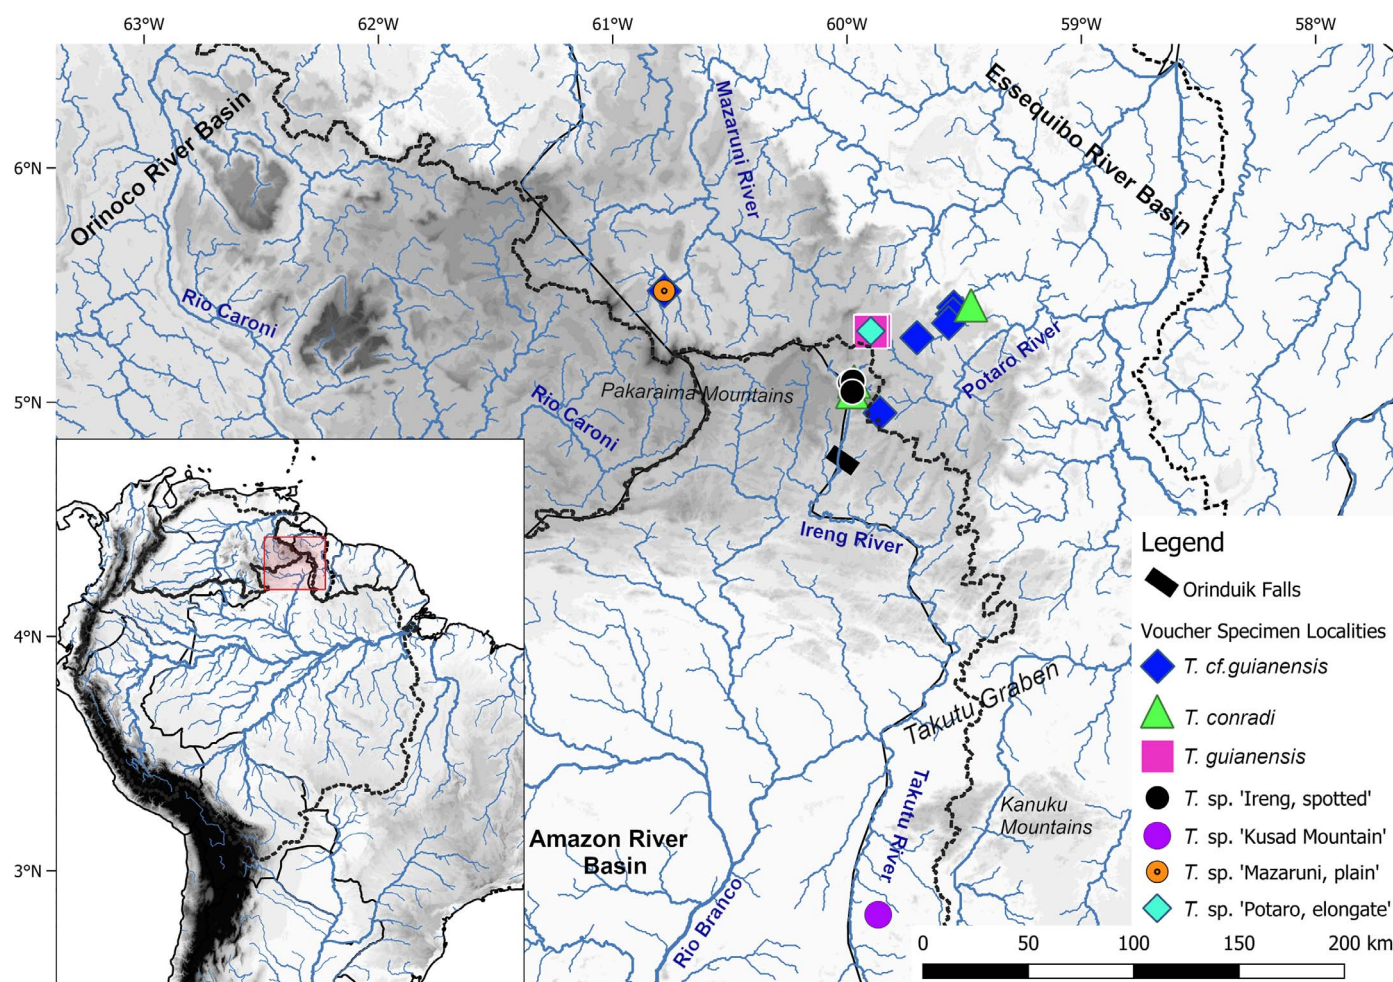 63°W
62°W
61°W
60°W
59°W
58°W
6°N
5°N
4°N
3°N
Orinoco River Basin
Mazaruni River
Essequibo River Basin
Rio Caroni
Potaro River
Pakaraima Mountains
Rio Caroni
Ireng River
Takutu Graben
Kanuku
Mountains
Takutu River
Amazon River
Basin
Rio Branco
Legend
Orinduik Falls
Voucher Specimen Localities
T. cf.guianensis
T. conradi
T. guianensis
T. sp. 'Ireng, spotted'
T. sp. 'Kusad Mountain'
T. sp. 'Mazaruni, plain'
T. sp. 'Potaro, elongate'
0 50 100 150 200 km